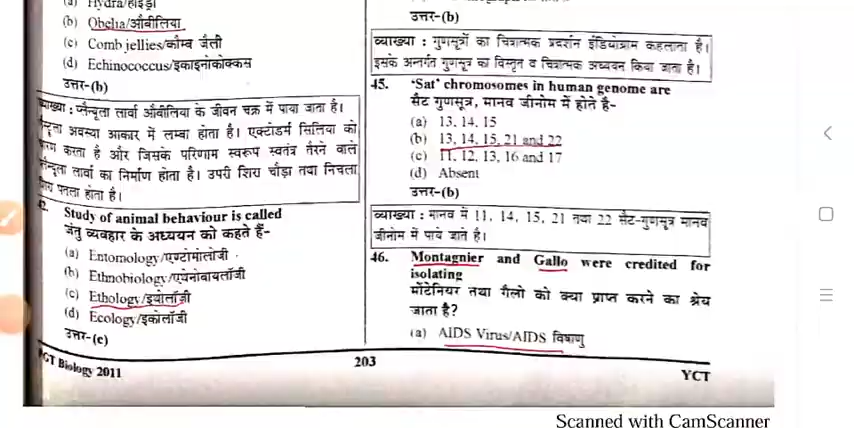 (a) Hydra/हाइड्रा
(b) Obelia/ओबीलिया
(c) Comb jellies/कौम्ब जैली
(d) Echinococcus/इकाइनोकोक्कस
उत्तर-(b)
व्याख्या : प्लैन्यूला लार्वा ओबीलिया के जीवन चक्र में पाया जाता है।
अवस्था आकार में लम्बा होता है। एक्टोडर्म सिलिया को
करता है और जिसके परिणाम स्वरूप स्वतंत्र तैरने वाले
लार्वा का निर्माण होता है। उपरी शिरा चौड़ा तथा निचला
पतला होता है।
42. Study of animal behaviour is called
जंतु व्यवहार के अध्ययन को कहते हैं-
(a) Entomology/एण्टोमोलोजी
(b) Ethnobiology/एथेनोबायलॉजी
(c) Ethology/इथोलॉजी
(d) Ecology/इकोलॉजी
उत्तर-(c)
उत्तर-(b)
व्याख्या : गुणसूत्रों का चित्रात्मक प्रदर्शन इंडियोग्राम कहलाता है।
इसके अन्तर्गत गुणसूत्र का विस्तृत व चित्रात्मक अध्ययन किया जाता है।
45. 'Sat' chromosomes in human genome are
सैट गुणसूत्र, मानव जीनोम में होते है-
(a) 13, 14, 15
(b) 13, 14, 15, 21 and 22
(c) 11, 12, 13, 16 and 17
(d) Absent
उत्तर-(b)
व्याख्या : मानव में 11, 14, 15, 21 तथा 22 सैट-गुणसूत्र मानव
जीनोम में पाये जाते है।
46. Montagnier and Gallo were credited for
isolating
मोंटेनियर तथा गैलो को क्या प्राप्त करने का श्रेय
जाता है?
(a) AIDS Virus/AIDS विषाणु
Biology 2011
203
YCT
Scanned with CamScanner